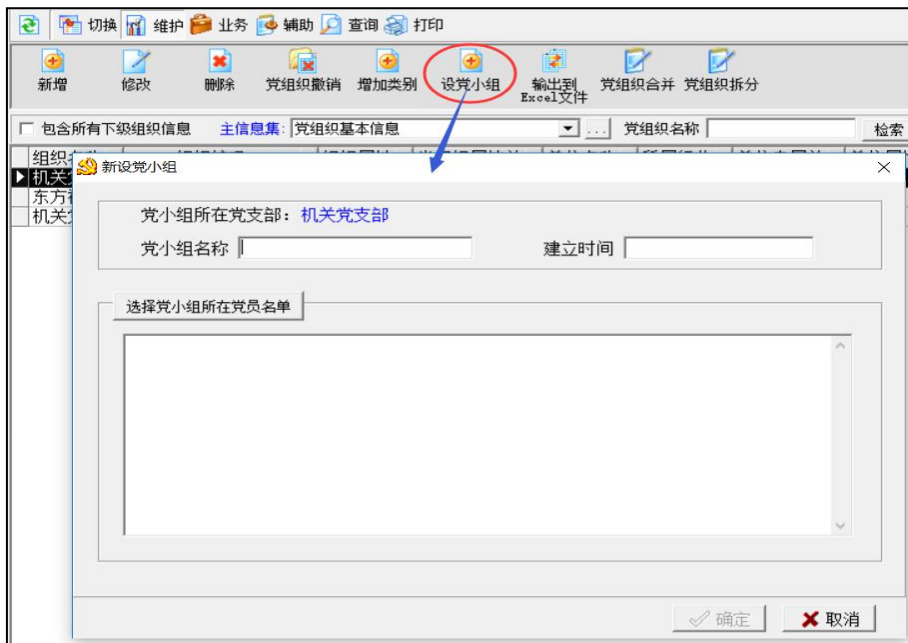 切换 维护 业务 辅助 查询 打印
新增 修改 删除 党组织撤销 增加类别 设党小组 输出到Excel文件 党组织合并 党组织拆分
包含所有下级组织信息 主信息集: 党组织基本信息 ... 党组织名称 检索
组织
机关
东方
机关
新设党小组
党小组所在党支部: 机关党支部
党小组名称 建立时间
选择党小组所在党员名单
确定 取消